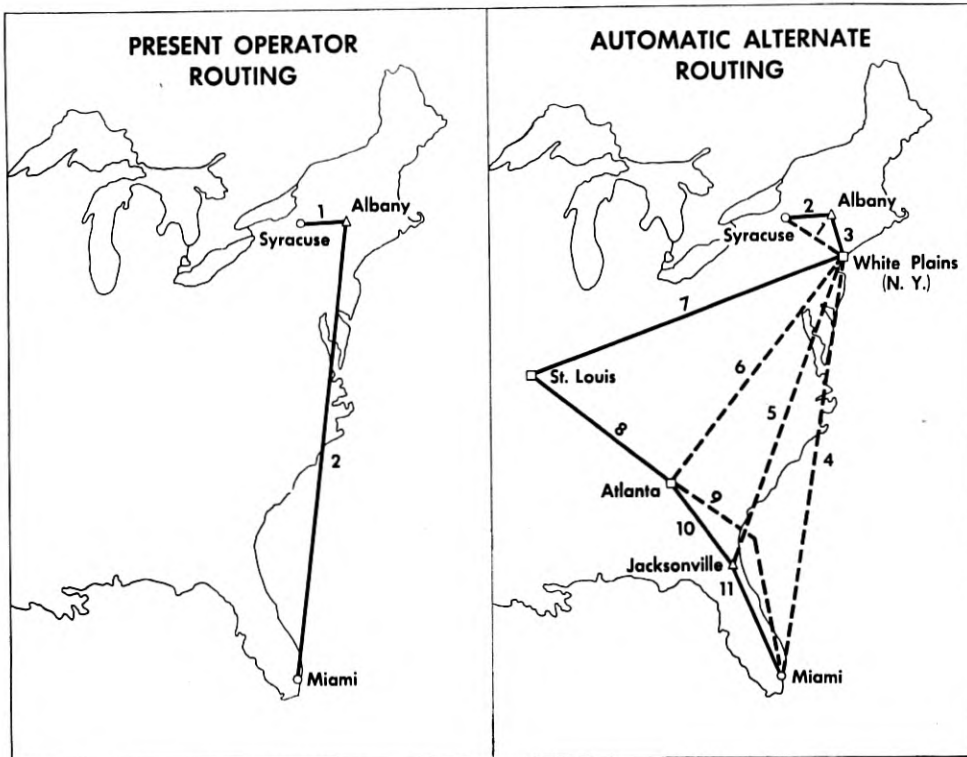 PRESENT OPERATOR
ROUTING
1
Albany
Syracuse
2
Miami
AUTOMATIC ALTERNATE
ROUTING
2
Albany
Syracuse
1
3
White Plains
(N. Y.)
7
6
St. Louis
5
8
4
Atlanta
9
10
Jacksonville
11
Miami